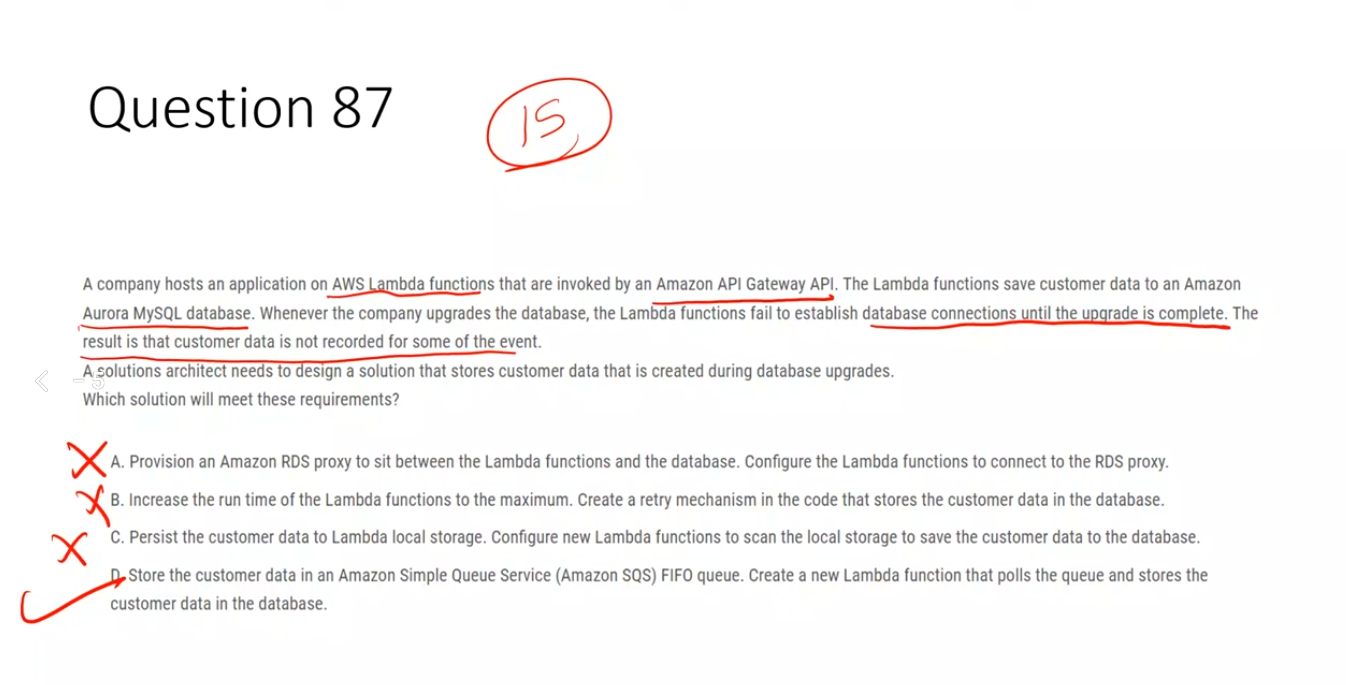 Question 87
15
A company hosts an application on AWS Lambda functions that are invoked by an Amazon API Gateway API. The Lambda functions save customer data to an Amazon
Aurora MySQL database. Whenever the company upgrades the database, the Lambda functions fail to establish database connections until the upgrade is complete. The
result is that customer data is not recorded for some of the event.
A solutions architect needs to design a solution that stores customer data that is created during database upgrades.
Which solution will meet these requirements?
A. Provision an Amazon RDS proxy to sit between the Lambda functions and the database. Configure the Lambda functions to connect to the RDS proxy.
B. Increase the run time of the Lambda functions to the maximum. Create a retry mechanism in the code that stores the customer data in the database.
C. Persist the customer data to Lambda local storage. Configure new Lambda functions to scan the local storage to save the customer data to the database.
D. Store the customer data in an Amazon Simple Queue Service (Amazon SQS) FIFO queue. Create a new Lambda function that polls the queue and stores the
customer data in the database.